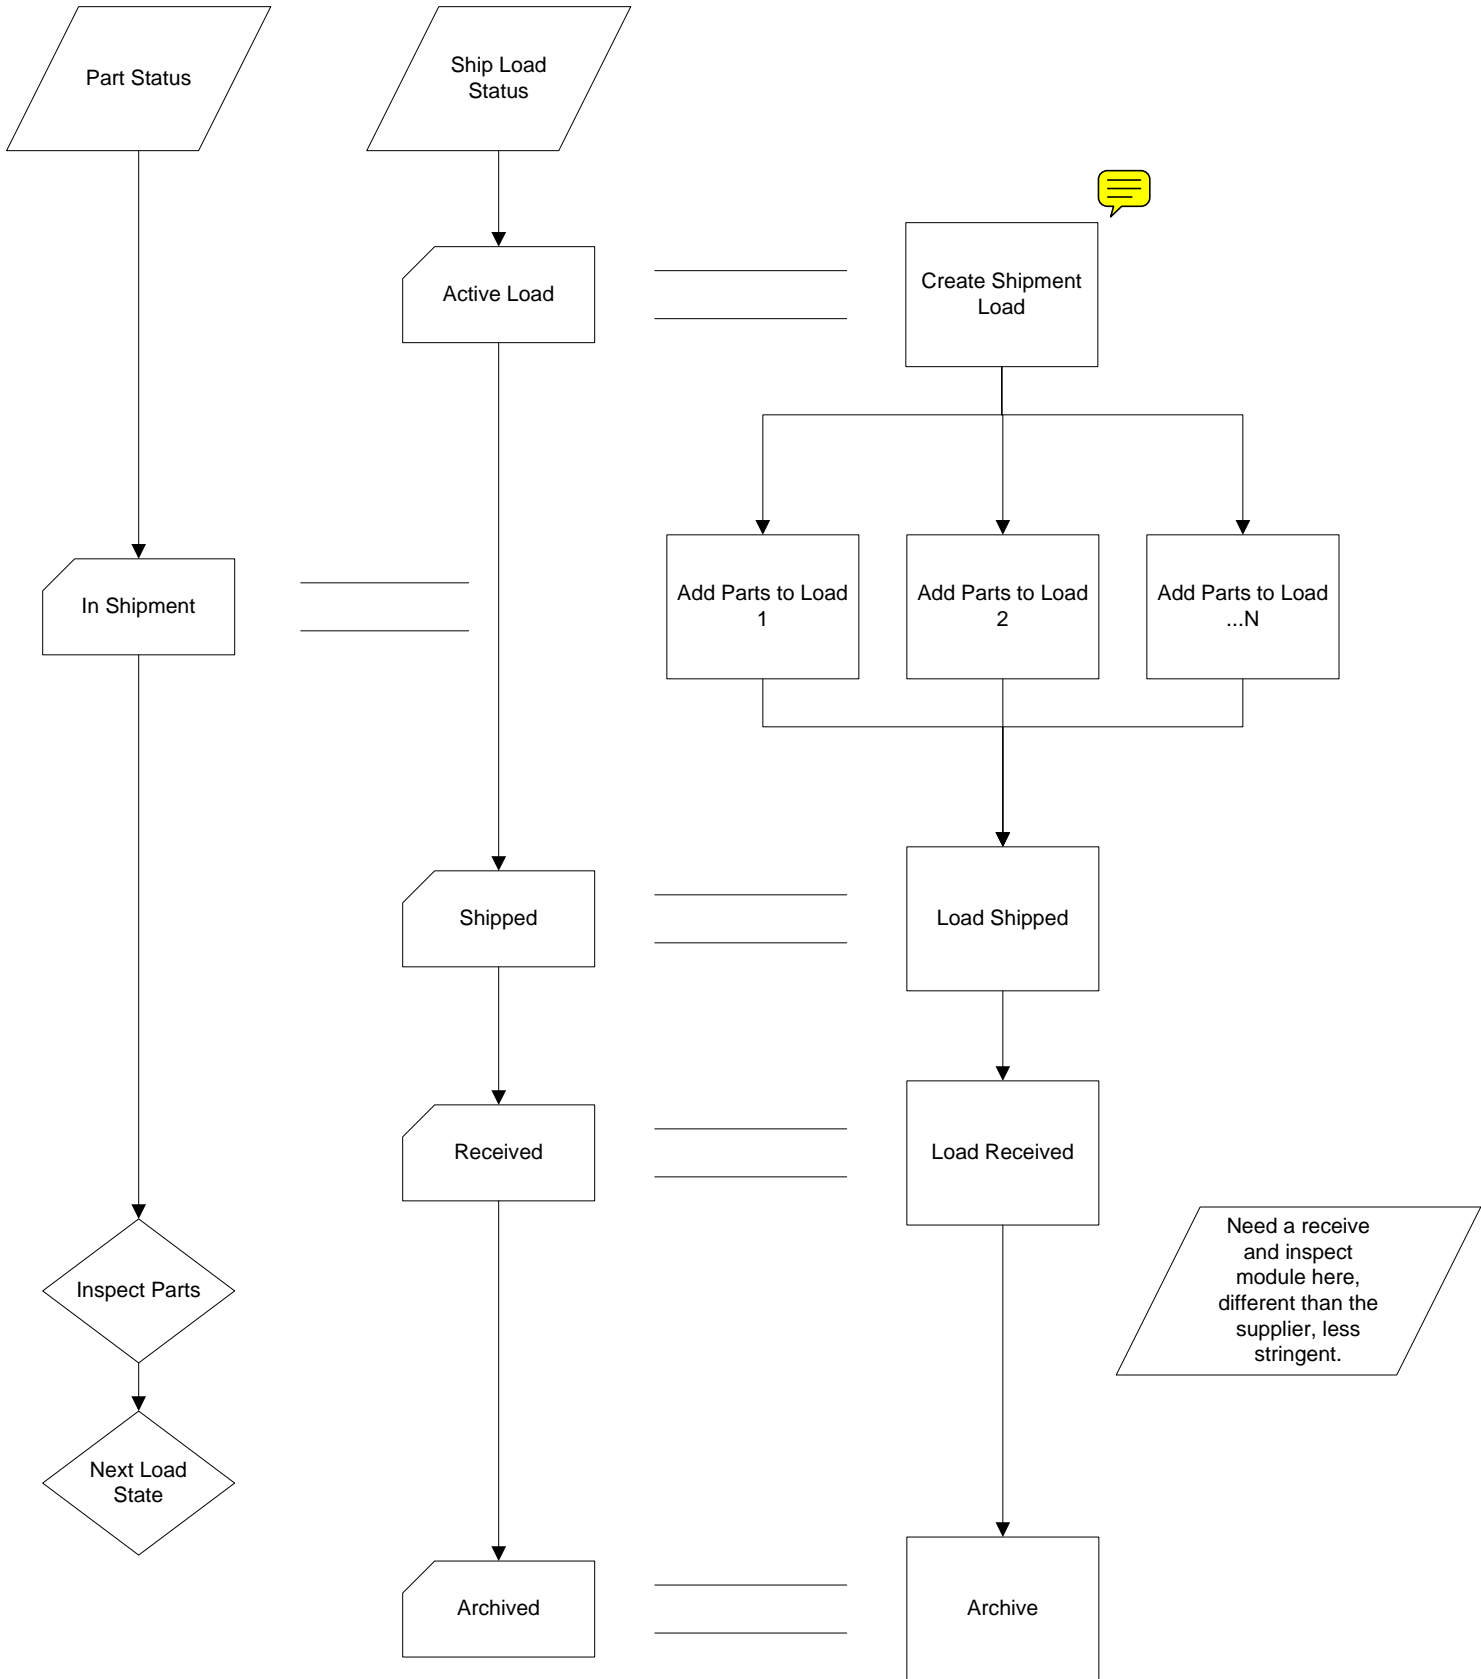 Part Status
Ship Load
Status
Active Load
Create Shipment
Load
In Shipment
Add Parts to Load
1
Add Parts to Load
2
Add Parts to Load
...N
Shipped
Load Shipped
Received
Load Received
Need a receive
and inspect
module here,
different than the
supplier, less
stringent.
Inspect Parts
Next Load
State
Archived
Archive